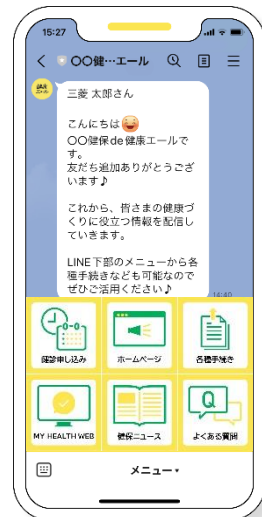 15:27
〇〇健…エール
三菱 太郎さん
こんにちは
〇〇健保de健康エールで
す。
友だち追加ありがとうござ
います♪
これから、皆さまの健康づ
くりに役立つ情報を配信し
ていきます。
LINE下部のメニューから各
種手続きなども可能なので
ぜひご活用ください♪
14:40
健診申し込み
ホームページ
各種手続き
MY HEALTH WEB
健保ニュース
Q
よくある質問
メニュー▾